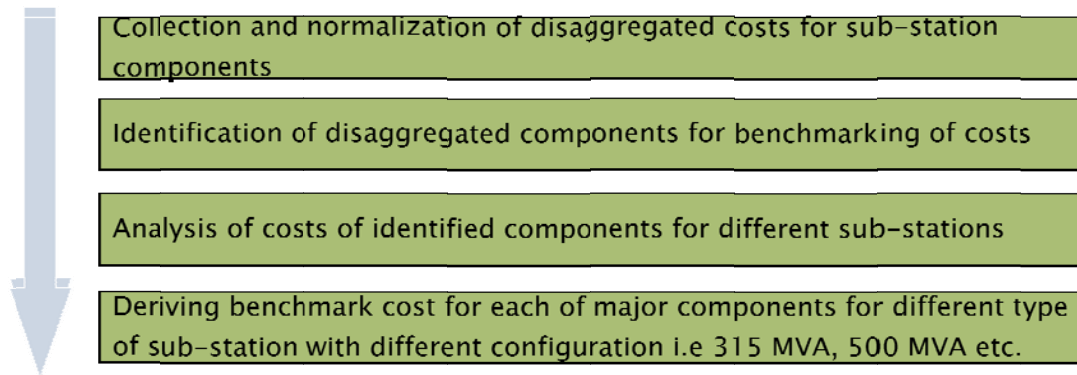 Collection and normalization of disaggregated costs for sub-station
components
Identification of disaggregated components for benchmarking of costs
Analysis of costs of identified components for different sub-stations
Deriving benchmark cost for each of major components for different type
of sub-station with different configuration i.e 315 MVA, 500 MVA etc.